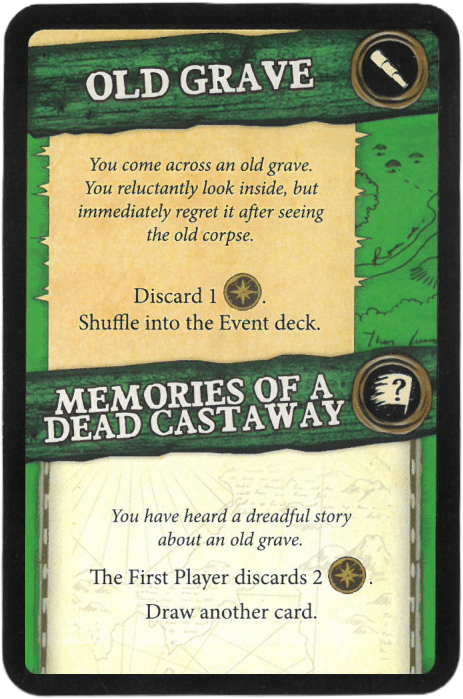 OLD GRAVE
You come across an old grave.
You reluctantly look inside, but
immediately regret it after seeing
the old corpse.
Discard 1 .
Shuffle into the Event deck.
MEMORIES OF A
DEAD CASTAWAY
?
You have heard a dreadful story
about an old grave.
The First Player discards 2 .
Draw another card.